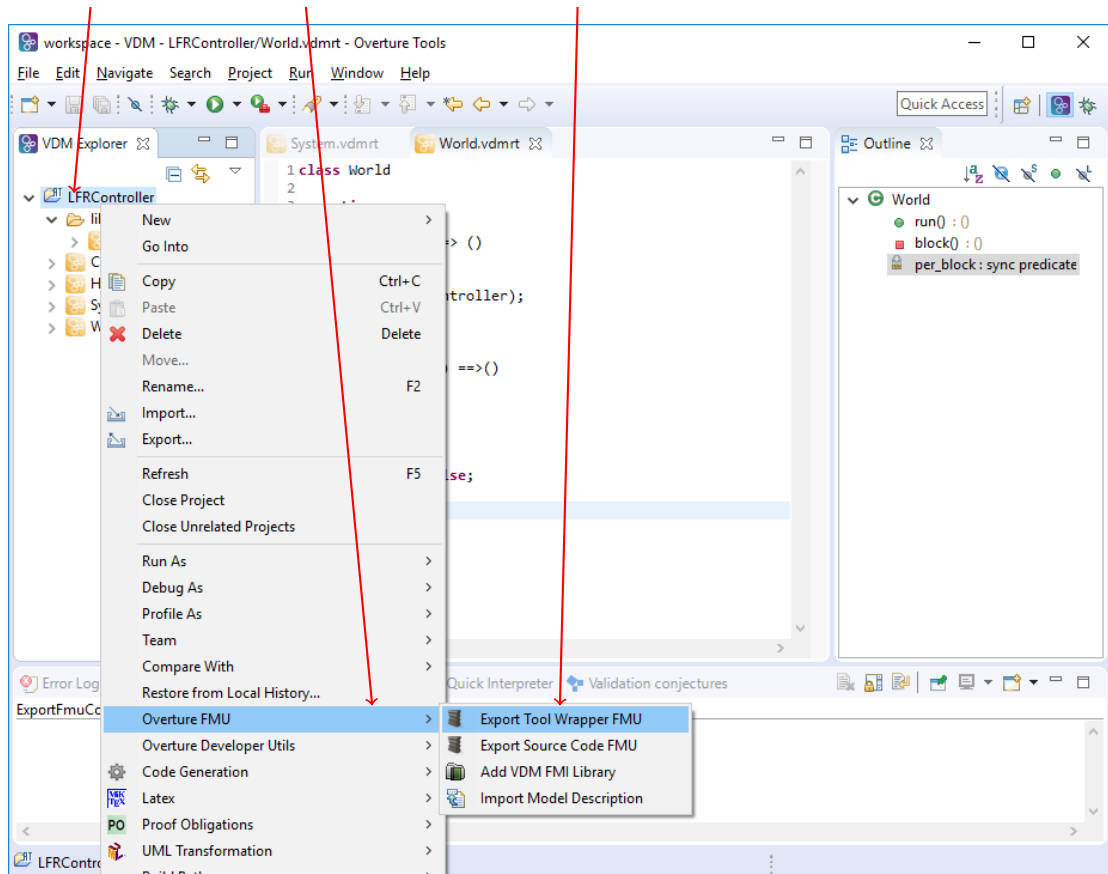 workspace - VDM - LFRController/World.vdmrt - Overture Tools
File Edit Navigate Search Project Run Window Help
Quick Access
VDM Explorer
System.vdmrt
World.vdmrt
Outline
LFRController
lib
C
H
Sy
W
1 class World
2
=> ()
ntroller);
) ==>()
lse;
World
run() : ()
block() : ()
per_block : sync predicate
New
Go Into
Copy Ctrl+C
Paste Ctrl+V
Delete Delete
Move...
Rename... F2
Import...
Export...
Refresh F5
Close Project
Close Unrelated Projects
Run As
Debug As
Profile As
Team
Compare With
Restore from Local History...
Overture FMU
Overture Developer Utils
Code Generation
Latex
PO Proof Obligations
UML Transformation
Export Tool Wrapper FMU
Export Source Code FMU
Add VDM FMI Library
Import Model Description
Error Log
Quick Interpreter
Validation conjectures
ExportFmuCo
LFRContro